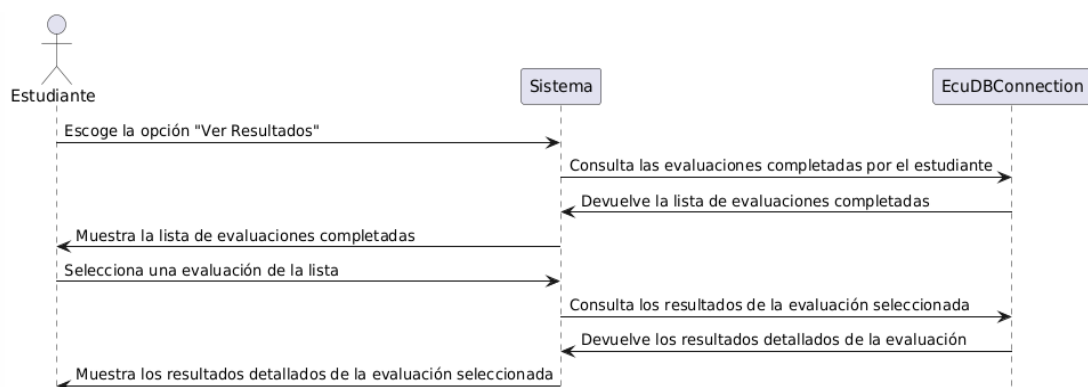 Estudiante
Sistema
EcuDBConnection
Escoge la opción "Ver Resultados"
Consulta las evaluaciones completadas por el estudiante
Devuelve la lista de evaluaciones completadas
Muestra la lista de evaluaciones completadas
Selecciona una evaluación de la lista
Consulta los resultados de la evaluación seleccionada
Devuelve los resultados detallados de la evaluación
Muestra los resultados detallados de la evaluación seleccionada